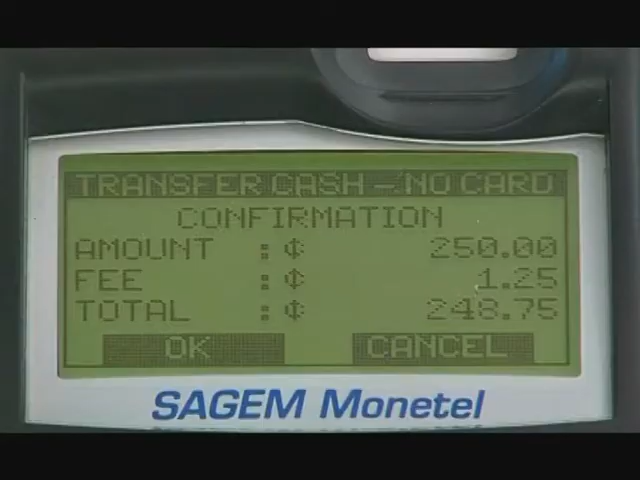 TRANSFER CASH - NO CARD
CONFIRMATION
AMOUNT : ₵ 250.00
FEE : ₵ 1.25
TOTAL : ₵ 248.75
OK CANCEL
SAGEM Monetel